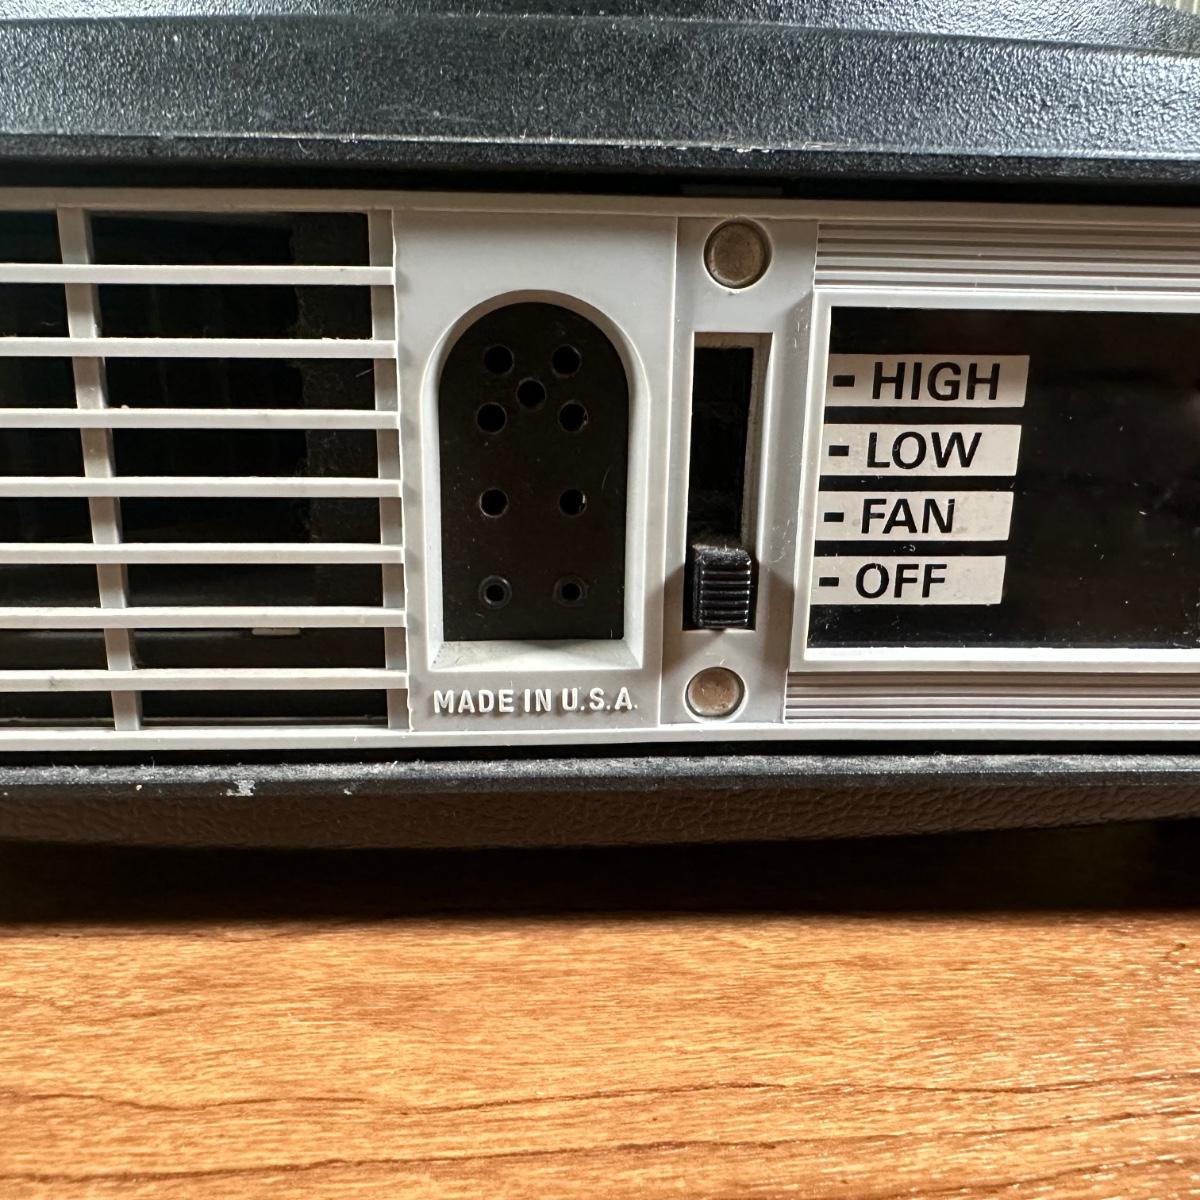 - HIGH
- LOW
- FAN
- OFF
MADE IN U.S.A.